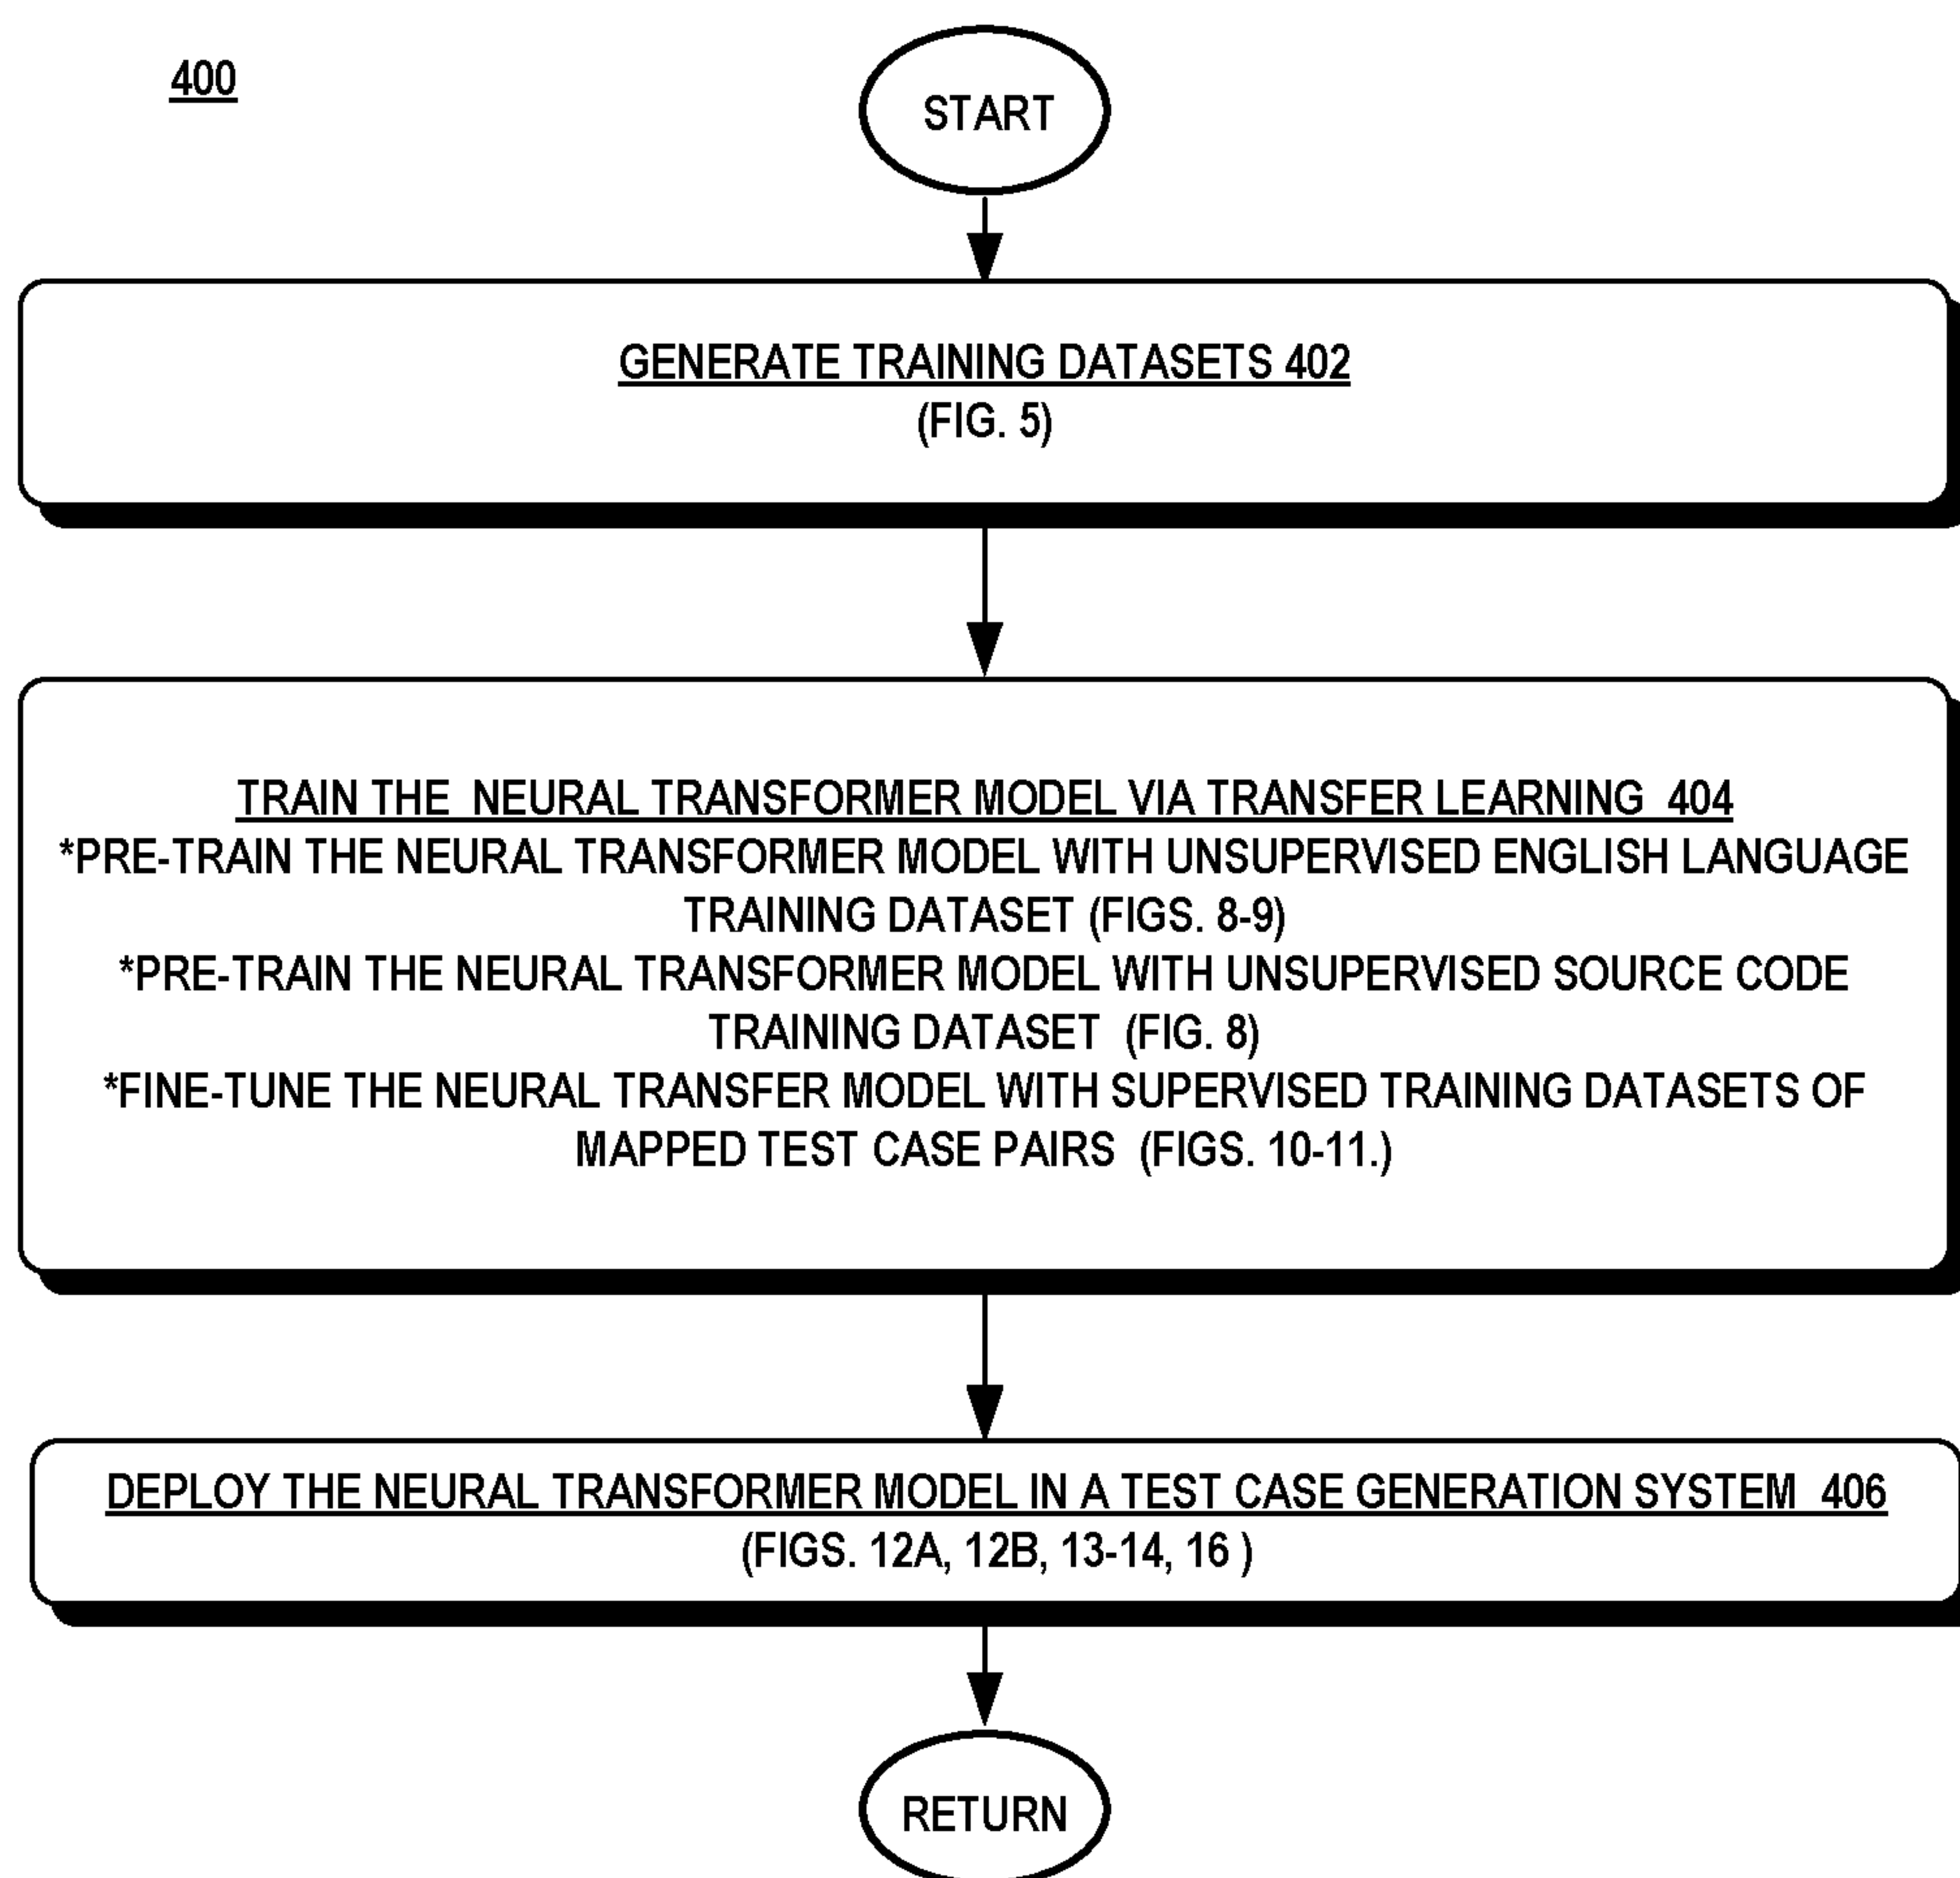 400
START
GENERATE TRAINING DATASETS 402
(FIG. 5)
TRAIN THE NEURAL TRANSFORMER MODEL VIA TRANSFER LEARNING 404
*PRE-TRAIN THE NEURAL TRANSFORMER MODEL WITH UNSUPERVISED ENGLISH LANGUAGE
TRAINING DATASET (FIGS. 8-9)
*PRE-TRAIN THE NEURAL TRANSFORMER MODEL WITH UNSUPERVISED SOURCE CODE
TRAINING DATASET (FIG. 8)
*FINE-TUNE THE NEURAL TRANSFER MODEL WITH SUPERVISED TRAINING DATASETS OF
MAPPED TEST CASE PAIRS (FIGS. 10-11.)
DEPLOY THE NEURAL TRANSFORMER MODEL IN A TEST CASE GENERATION SYSTEM 406
(FIGS. 12A, 12B, 13-14, 16 )
RETURN